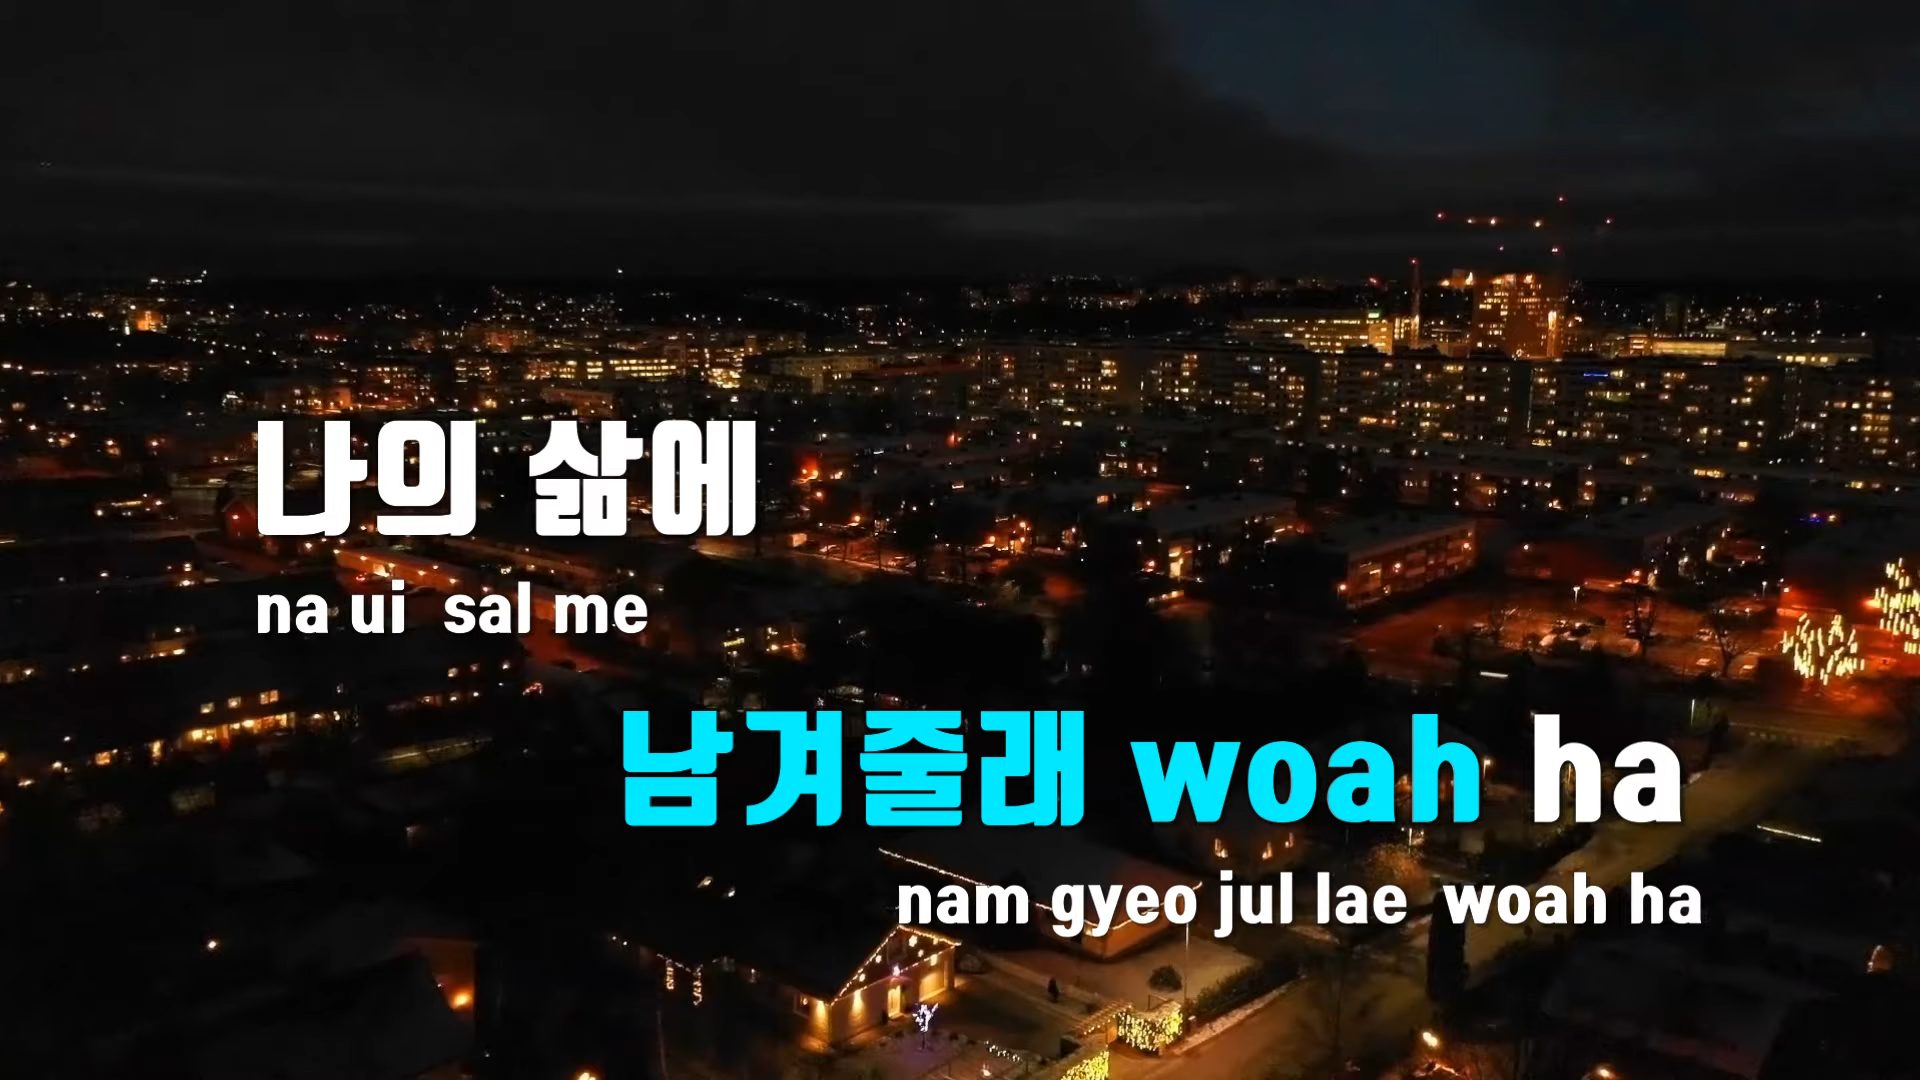 나의 삶에
na ui sal me
남겨줄래 woah ha
nam gyeo jul lae woah ha